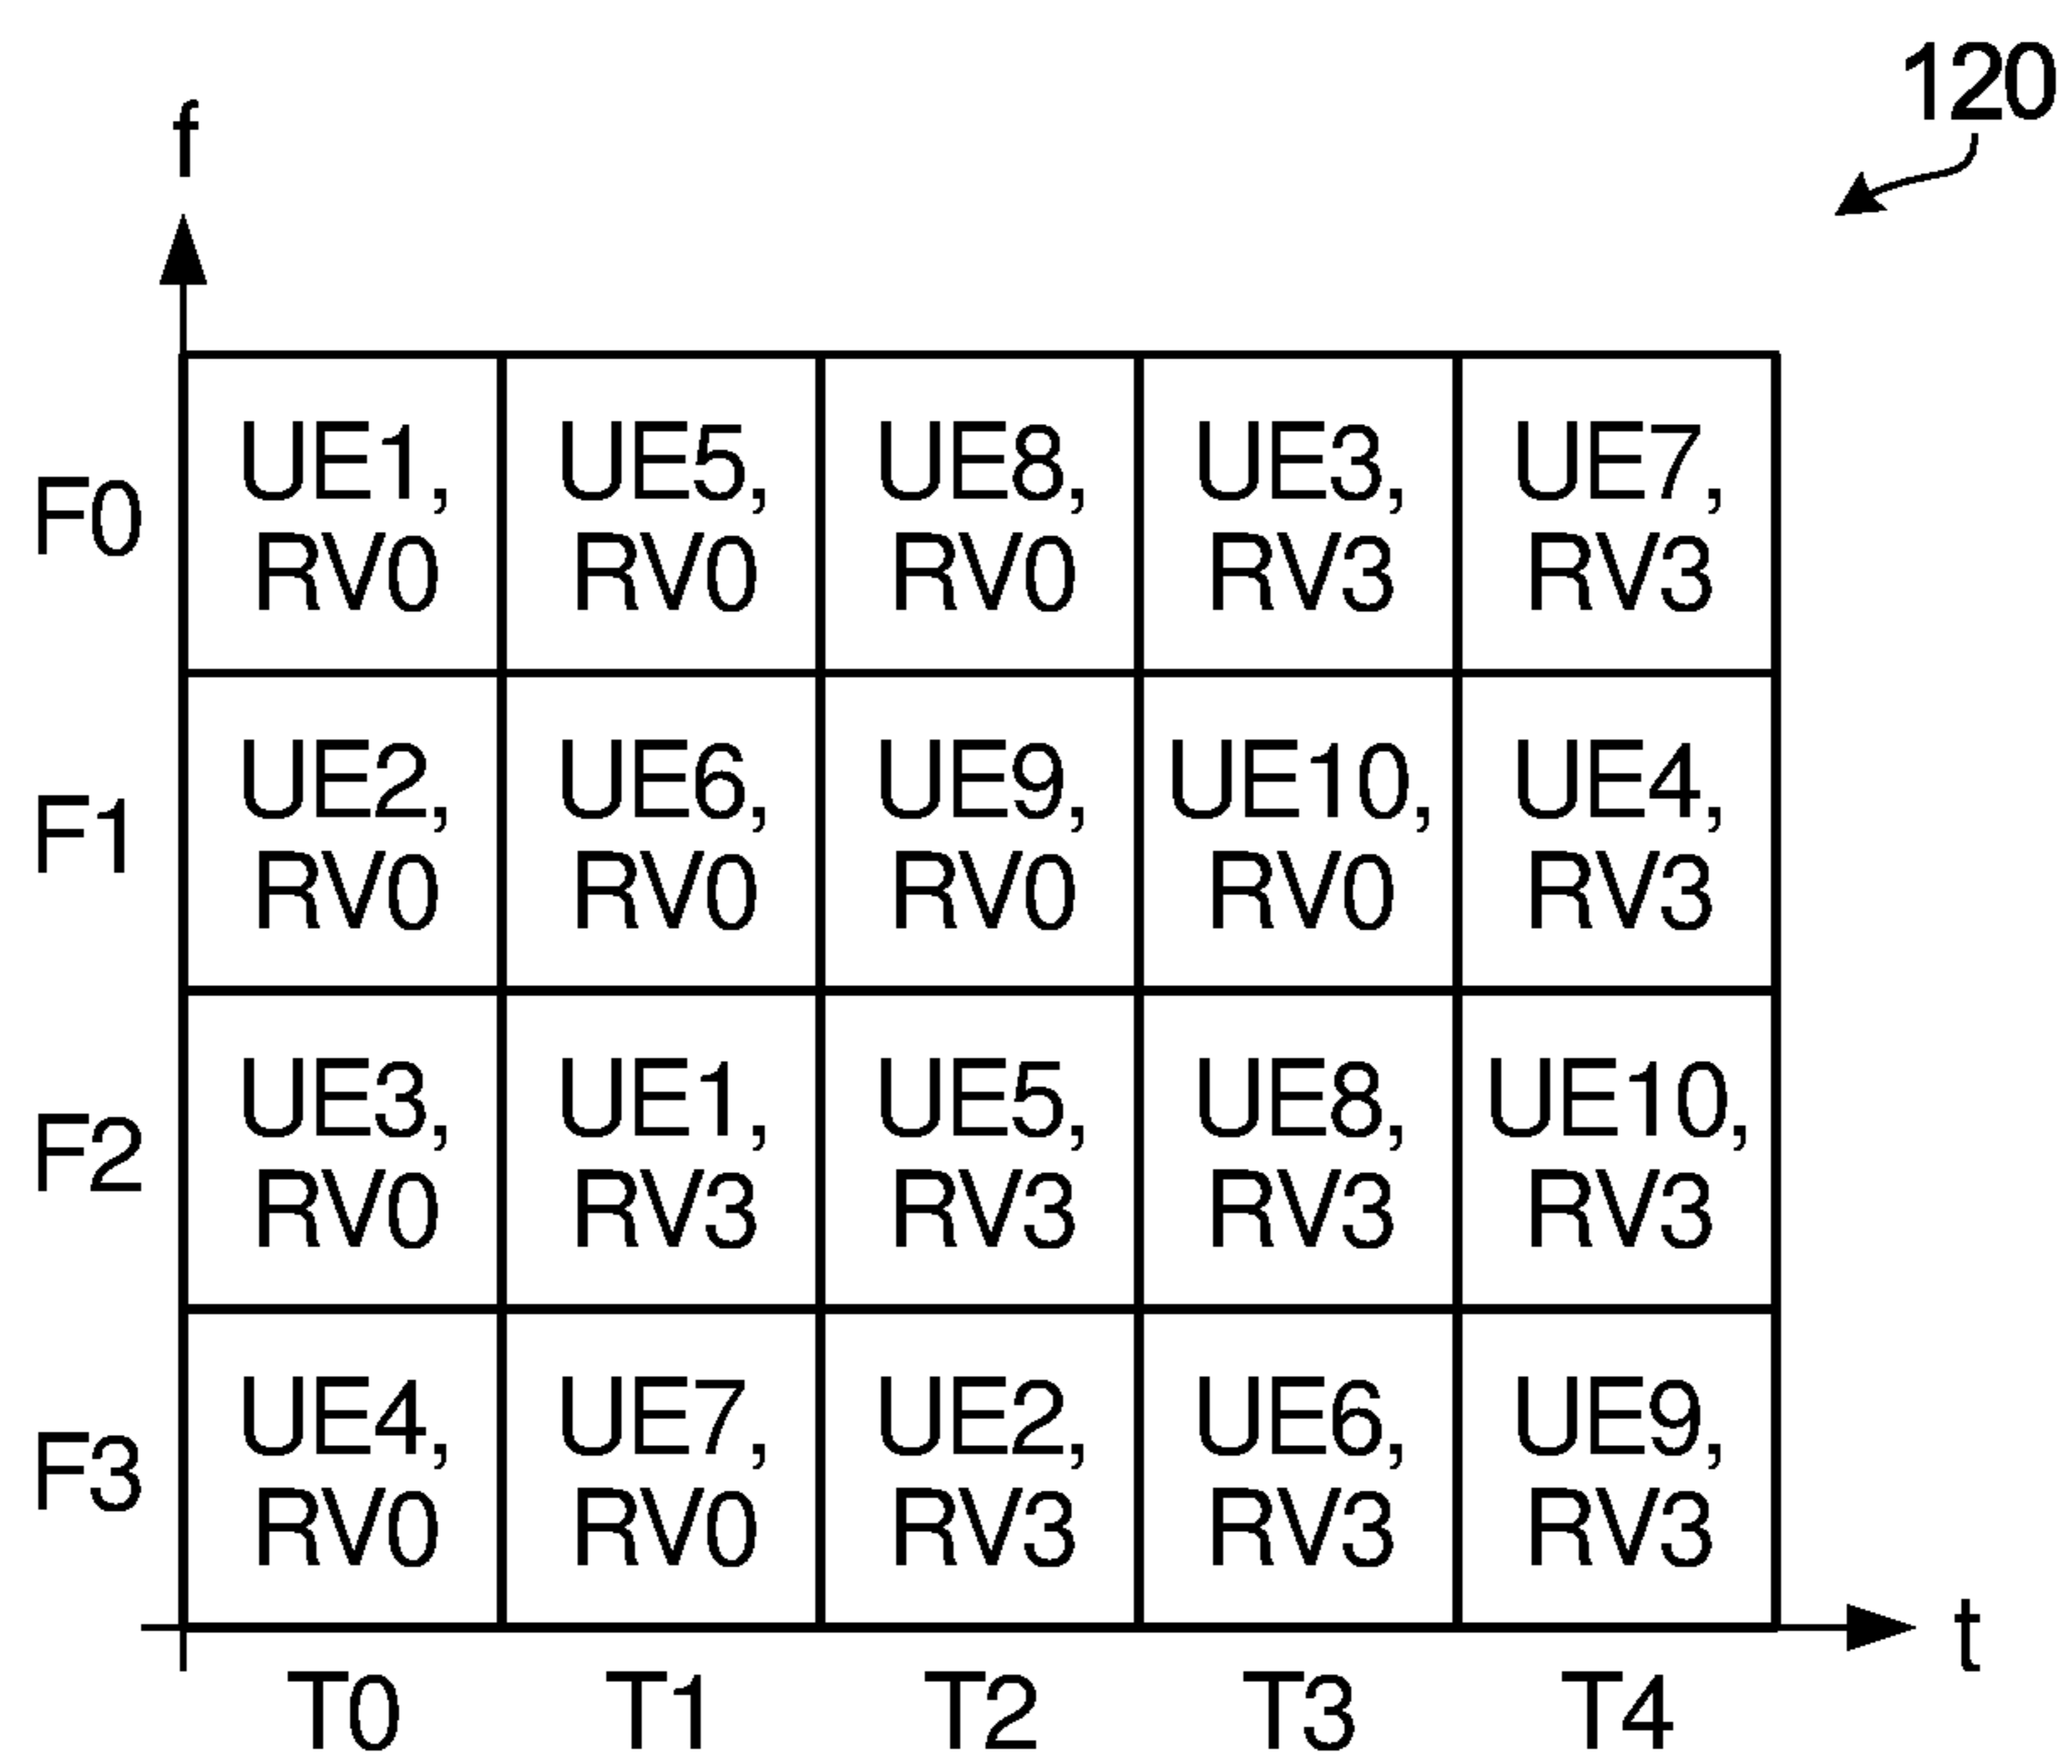 120
f
UE1, UE5, UE8, UE3, UE7,
F0 RV0 RV0 RV0 RV3 RV3
UE2, UE6, UE9, UE10, UE4,
F1 RV0 RV0 RV0 RV0 RV3
UE3, UE1, UE5, UE8, UE10,
F2 RV0 RV3 RV3 RV3 RV3
UE4, UE7, UE2, UE6, UE9,
F3 RV0 RV0 RV3 RV3 RV3
t
T0 T1 T2 T3 T4